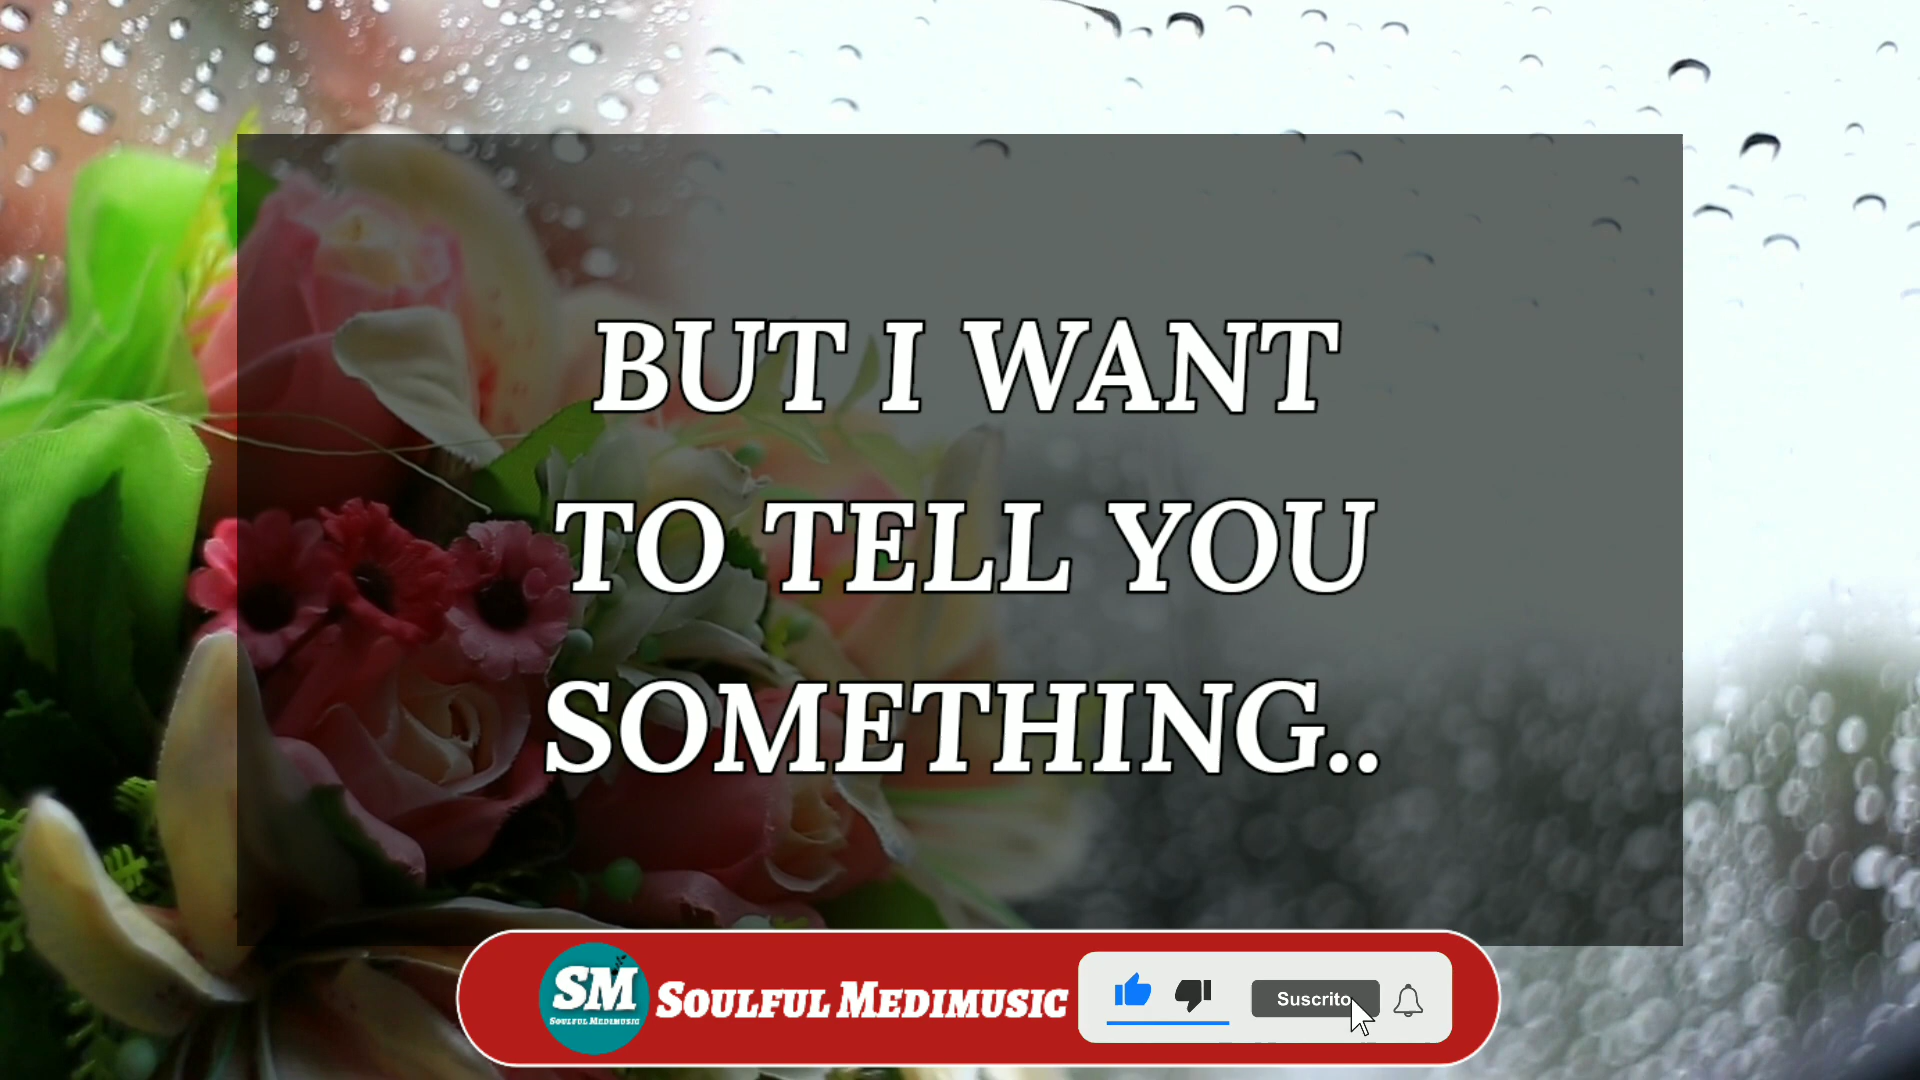 BUT I WANT
TO TELL YOU
SOMETHING..
SM
SOULFUL MEDIMUSIC
SOULFUL MEDIMUSIC
Suscrito